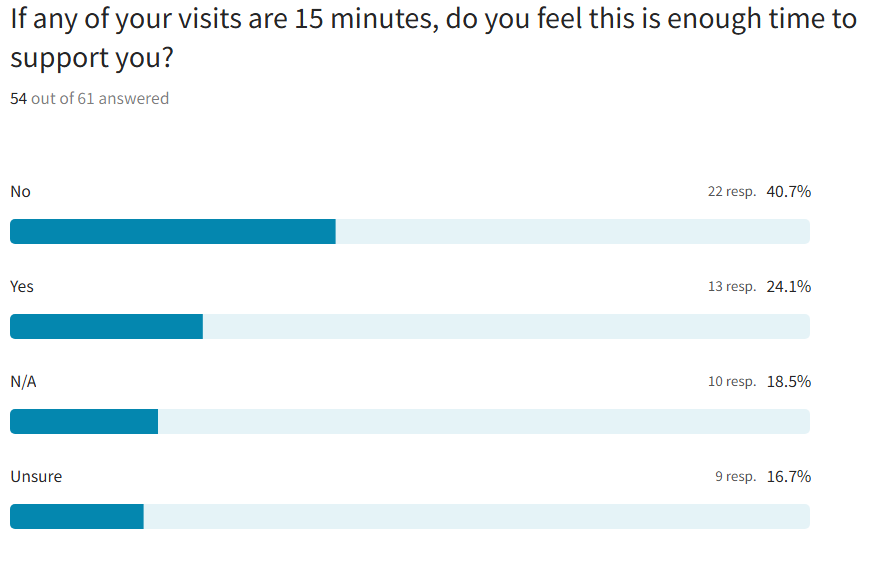 If any of your visits are 15 minutes, do you feel this is enough time to
support you?
54 out of 61 answered
No 22 resp. 40.7%
Yes 13 resp. 24.1%
N/A 10 resp. 18.5%
Unsure 9 resp. 16.7%